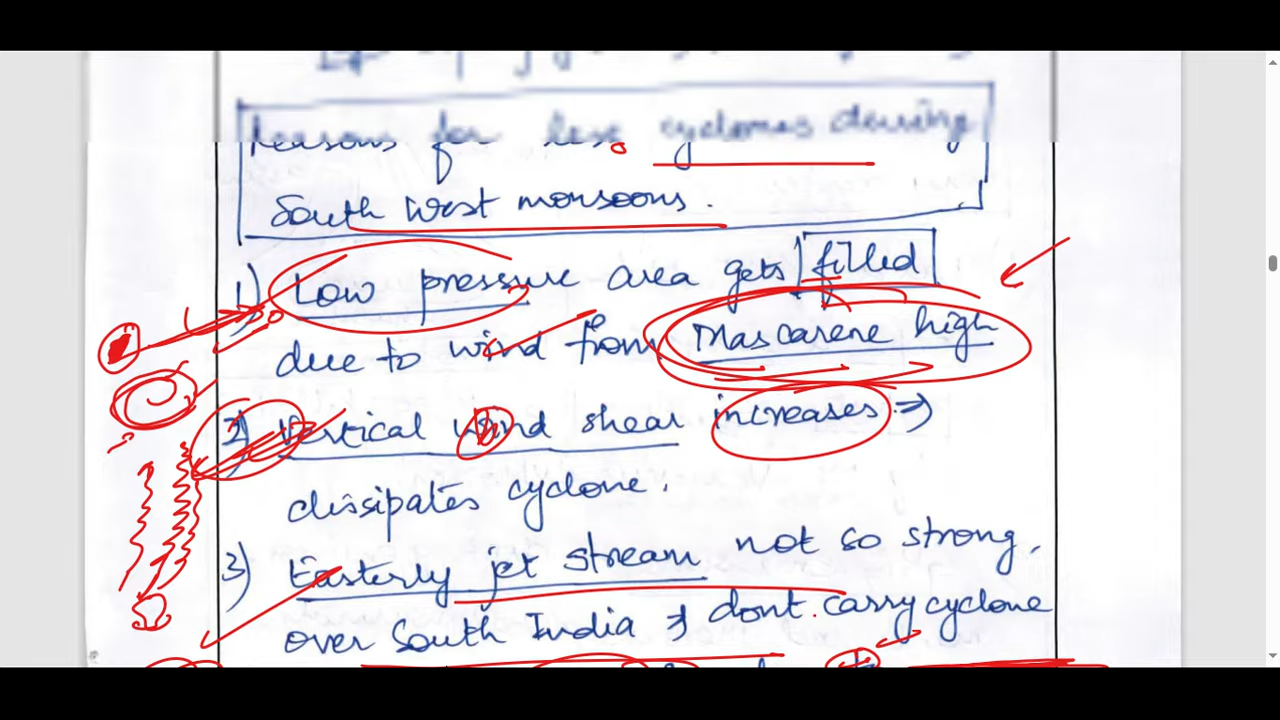 Reasons for less cyclones during
South West monsoons.
1) Low pressure area gets filled
due to wind from Mascarene high
2) Vertical wind shear increases ⇒
dissipates cyclone.
3) Easterly jet stream not so strong.
over South India ⇒ dont carry cyclone